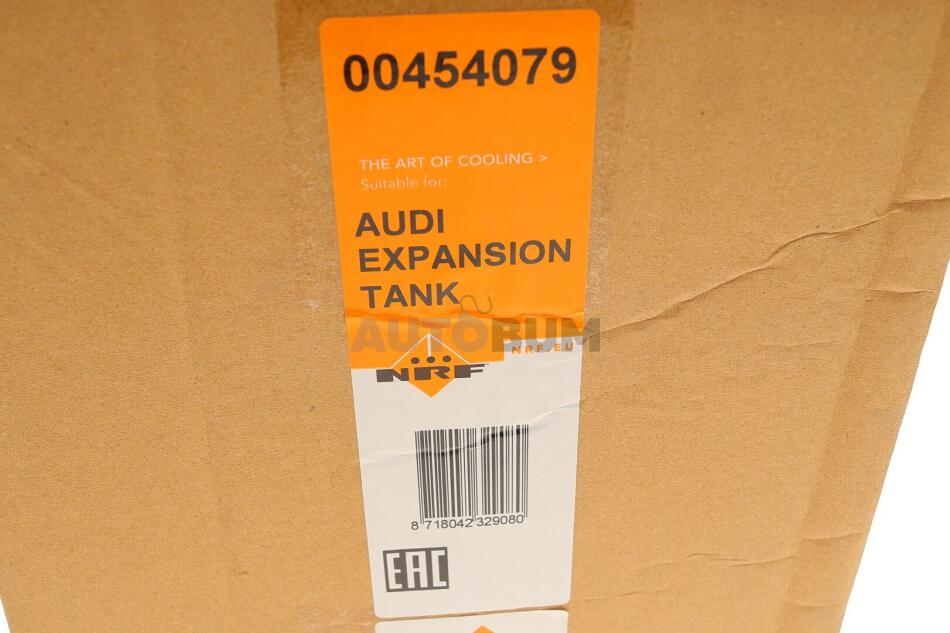 00454079
THE ART OF COOLING >
Suitable for:
AUDI
EXPANSION
TANK
AUTOBUM
NRF.EU
NRF
8 718042 329080
EAC